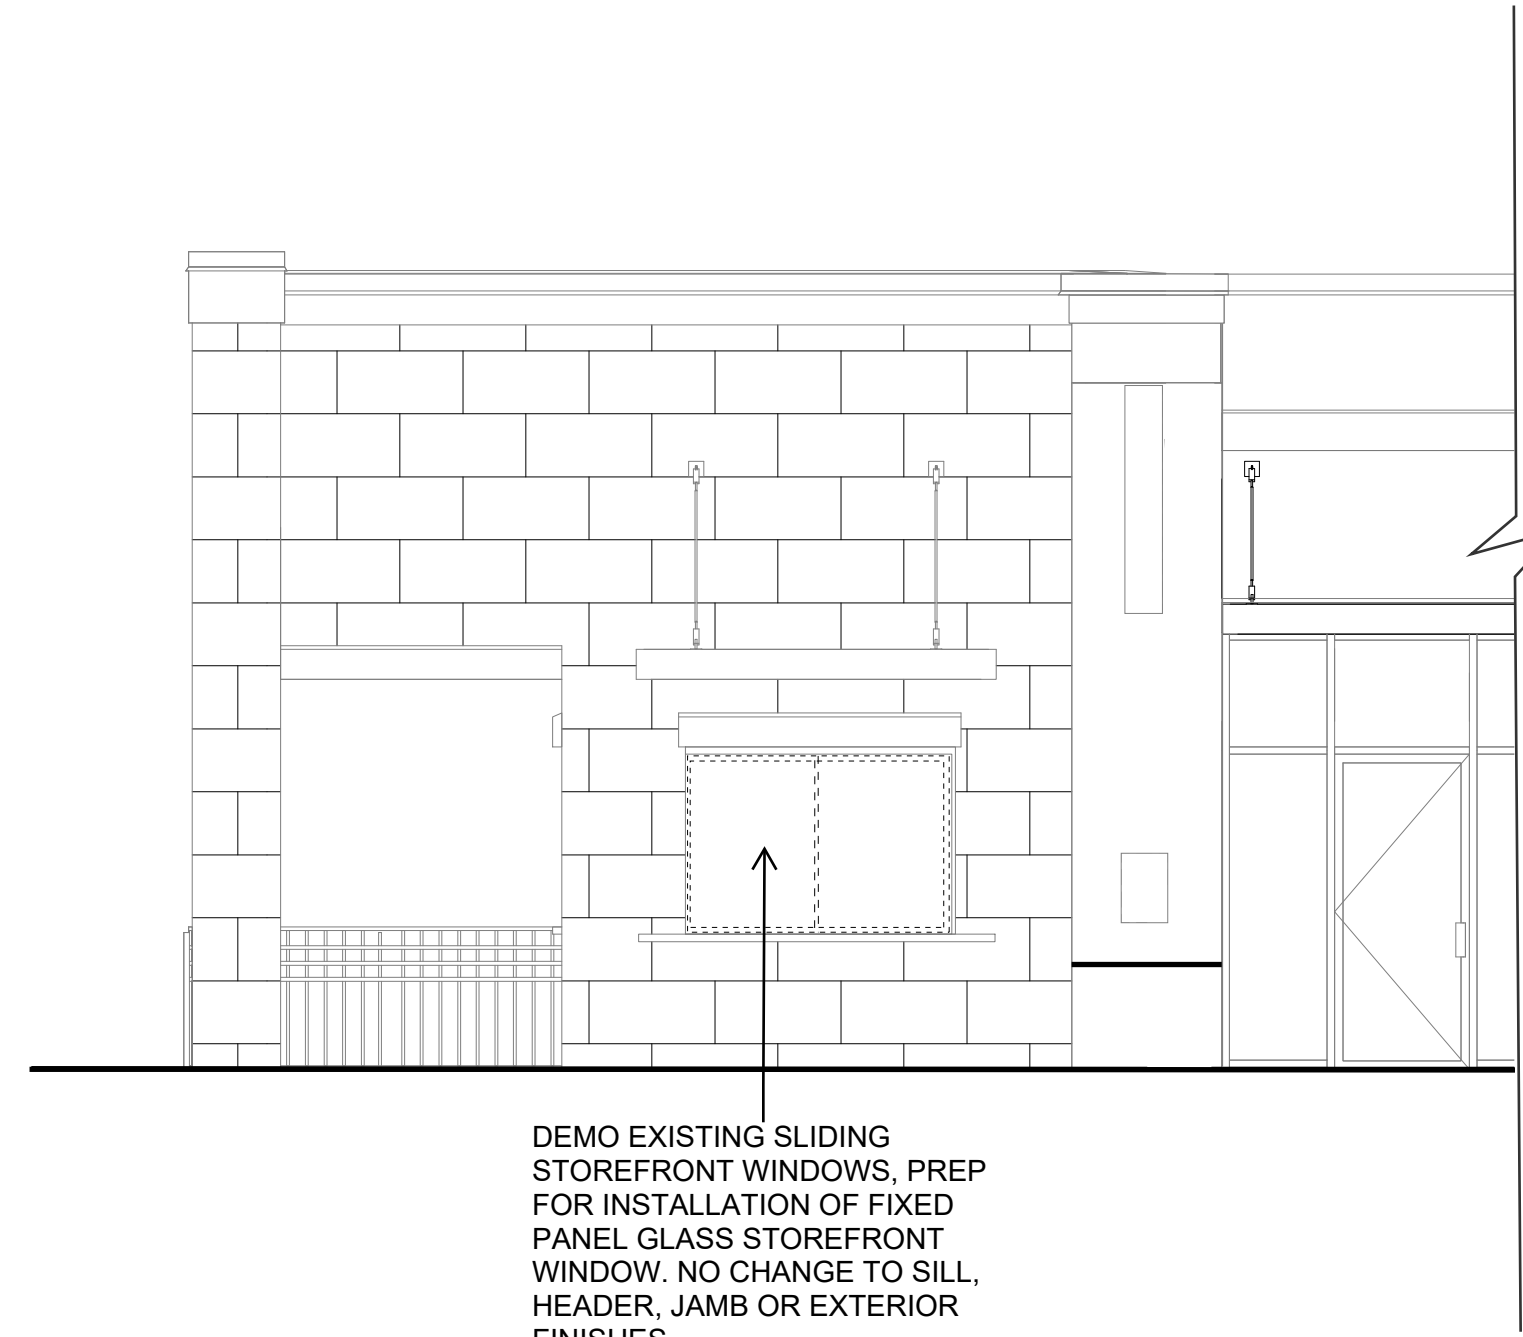 DEMO EXISTING SLIDING
STOREFRONT WINDOWS, PREP
FOR INSTALLATION OF FIXED
PANEL GLASS STOREFRONT
WINDOW. NO CHANGE TO SILL,
HEADER, JAMB OR EXTERIOR
FINISHES